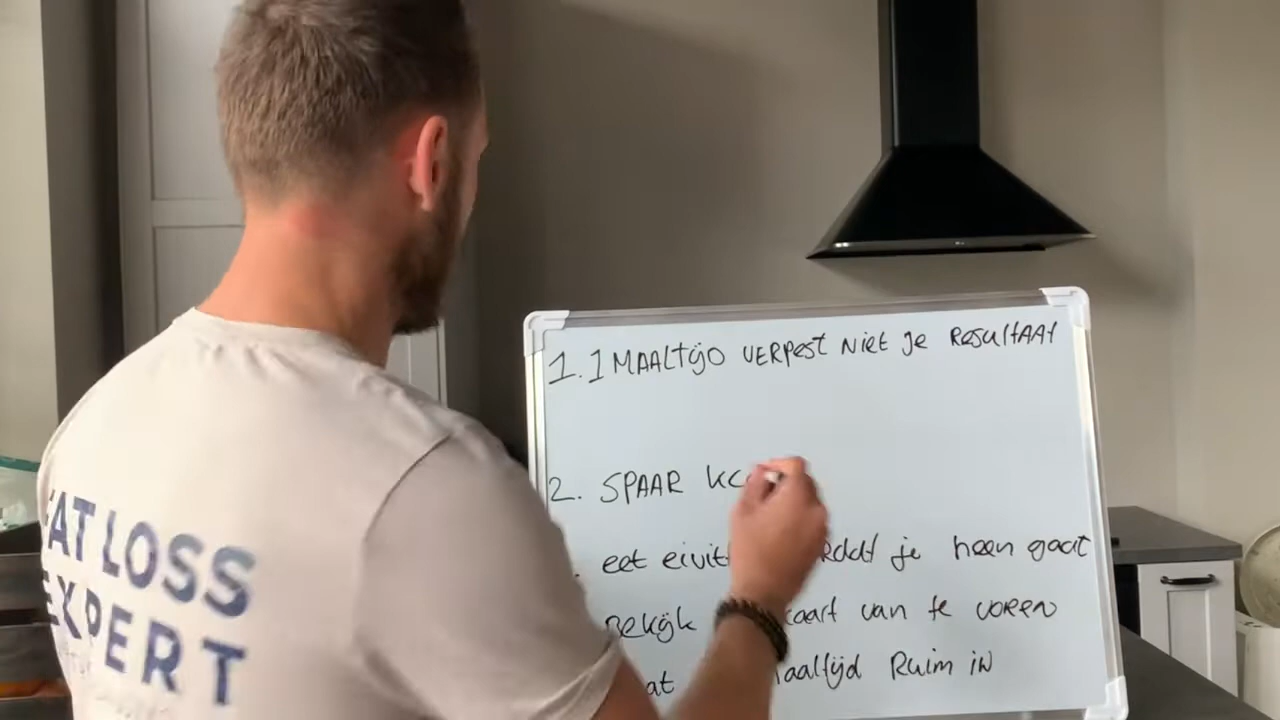 FAT LOSS
EXPERT
1. 1 MAALTIJD VERPEST NIET JE RESULTAAT
2. SPAAR KC
eet eiwit je heen gaat
Bekijk kaart van te voren
maaltijd Ruim in